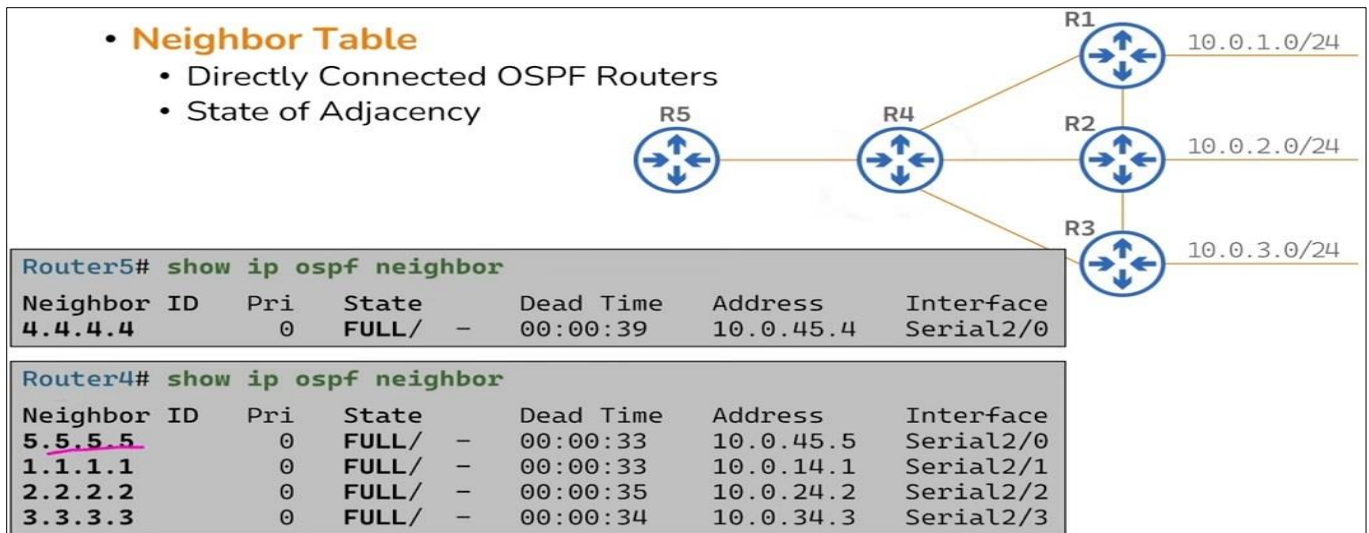 • Neighbor Table
• Directly Connected OSPF Routers
• State of Adjacency
R1
10.0.1.0/24
R5
R4
R2
10.0.2.0/24
R3
10.0.3.0/24
Router5# show ip ospf neighbor
Neighbor ID Pri State Dead Time Address Interface
4.4.4.4 0 FULL/ - 00:00:39 10.0.45.4 Serial2/0
Router4# show ip ospf neighbor
Neighbor ID Pri State Dead Time Address Interface
5.5.5.5 0 FULL/ - 00:00:33 10.0.45.5 Serial2/0
1.1.1.1 0 FULL/ - 00:00:33 10.0.14.1 Serial2/1
2.2.2.2 0 FULL/ - 00:00:35 10.0.24.2 Serial2/2
3.3.3.3 0 FULL/ - 00:00:34 10.0.34.3 Serial2/3